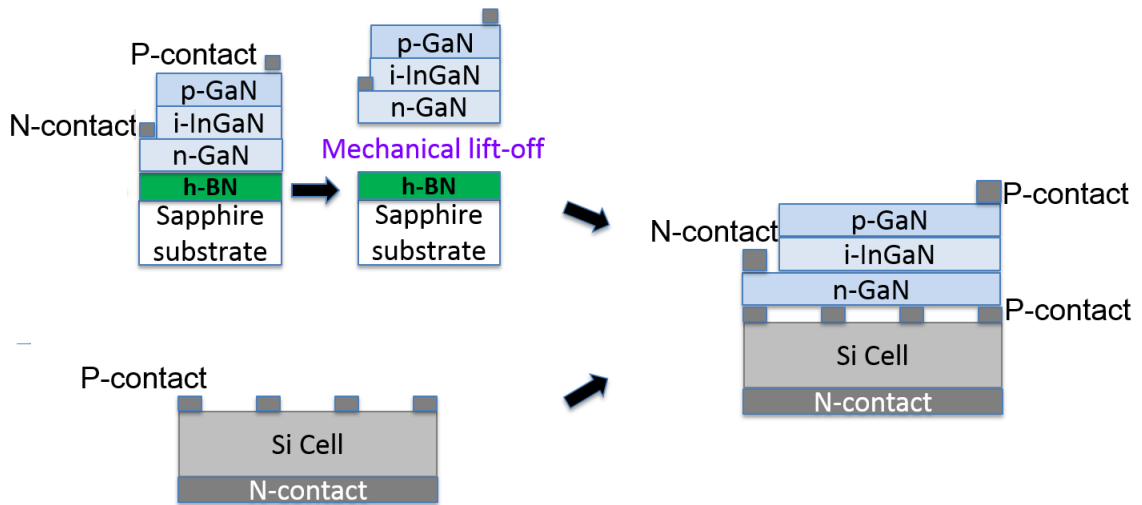 P-contact
p-GaN
i-InGaN
N-contact
n-GaN
h-BN
Sapphire
substrate
p-GaN
i-InGaN
n-GaN
Mechanical lift-off
h-BN
Sapphire
substrate
P-contact
Si Cell
N-contact
P-contact
N-contact
p-GaN
i-InGaN
n-GaN
P-contact
Si Cell
N-contact